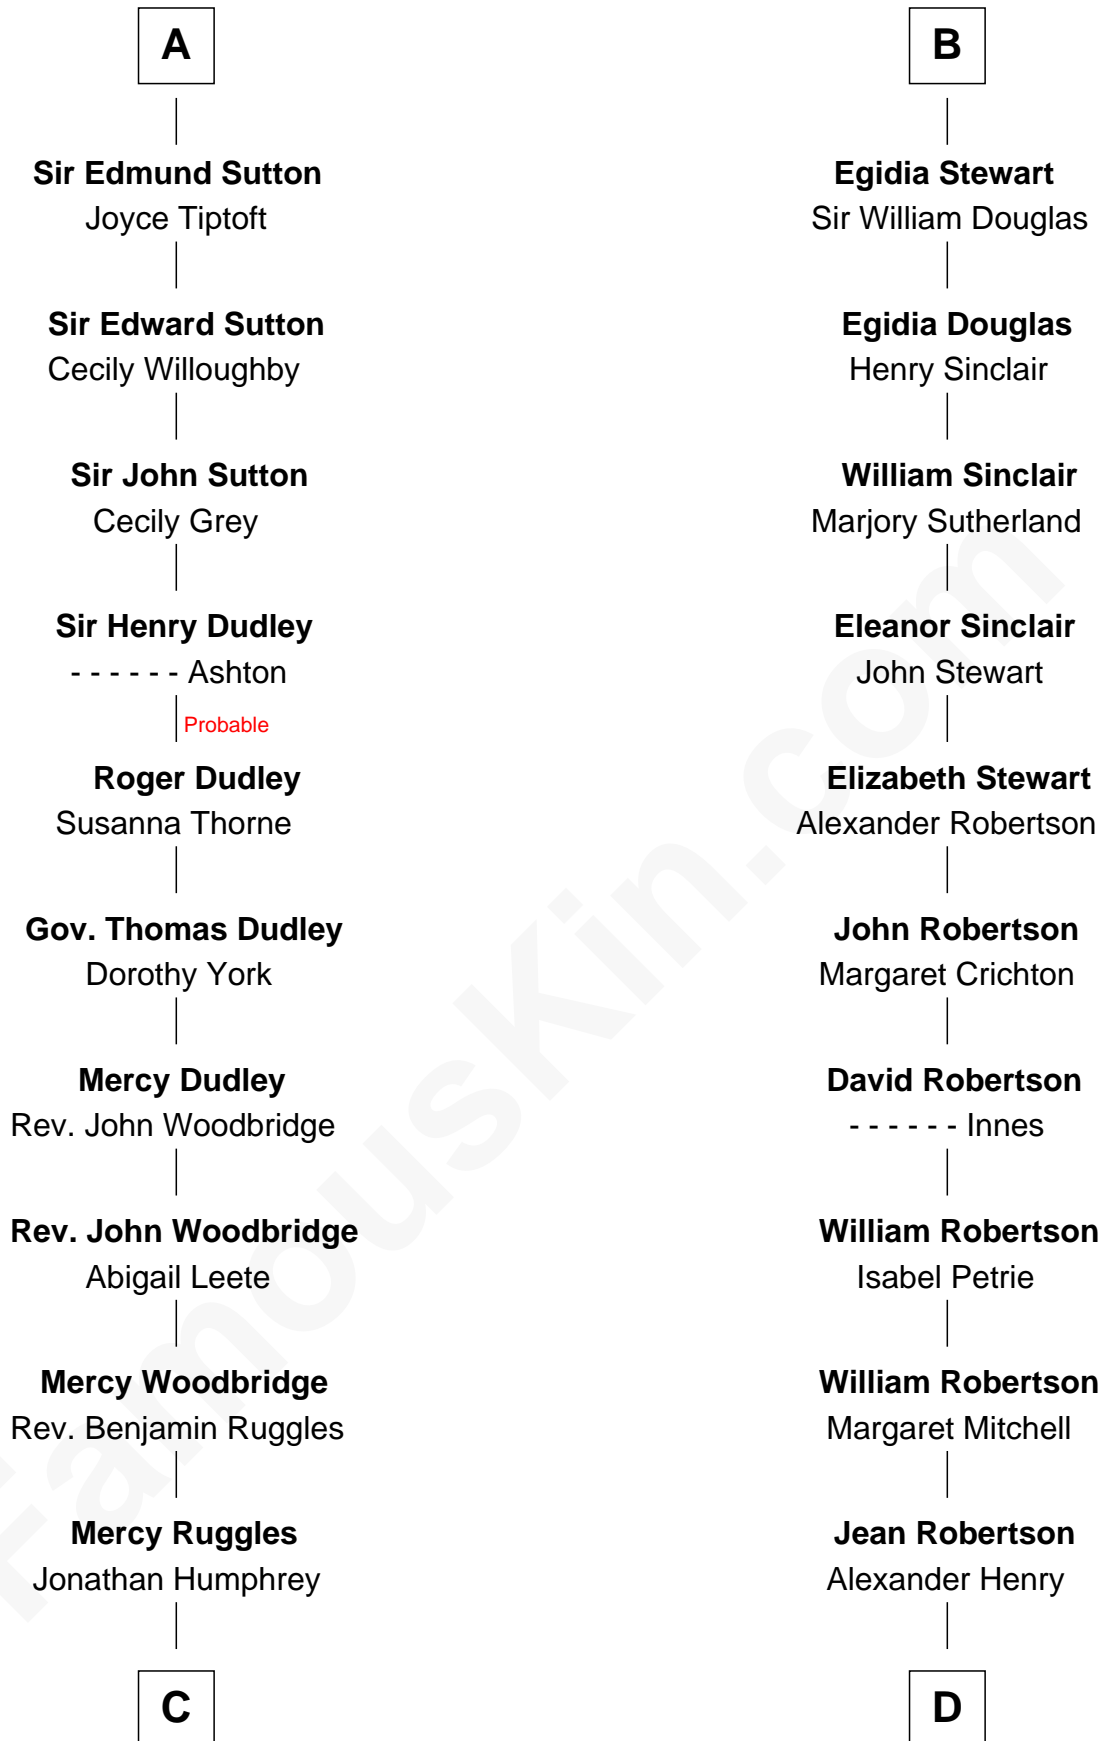 A
Sir Edmund Sutton
Joyce Tiptoft
Sir Edward Sutton
Cecily Willoughby
Sir John Sutton
Cecily Grey
Sir Henry Dudley
- - - - - - Ashton
Probable
Roger Dudley
Susanna Thorne
Gov. Thomas Dudley
Dorothy York
Mercy Dudley
Rev. John Woodbridge
Rev. John Woodbridge
Abigail Leete
Mercy Woodbridge
Rev. Benjamin Ruggles
Mercy Ruggles
Jonathan Humphrey
C
B
Egidia Stewart
Sir William Douglas
Egidia Douglas
Henry Sinclair
William Sinclair
Marjory Sutherland
Eleanor Sinclair
John Stewart
Elizabeth Stewart
Alexander Robertson
John Robertson
Margaret Crichton
David Robertson
- - - - - - Innes
William Robertson
Isabel Petrie
William Robertson
Margaret Mitchell
Jean Robertson
Alexander Henry
D
FamousKin.com